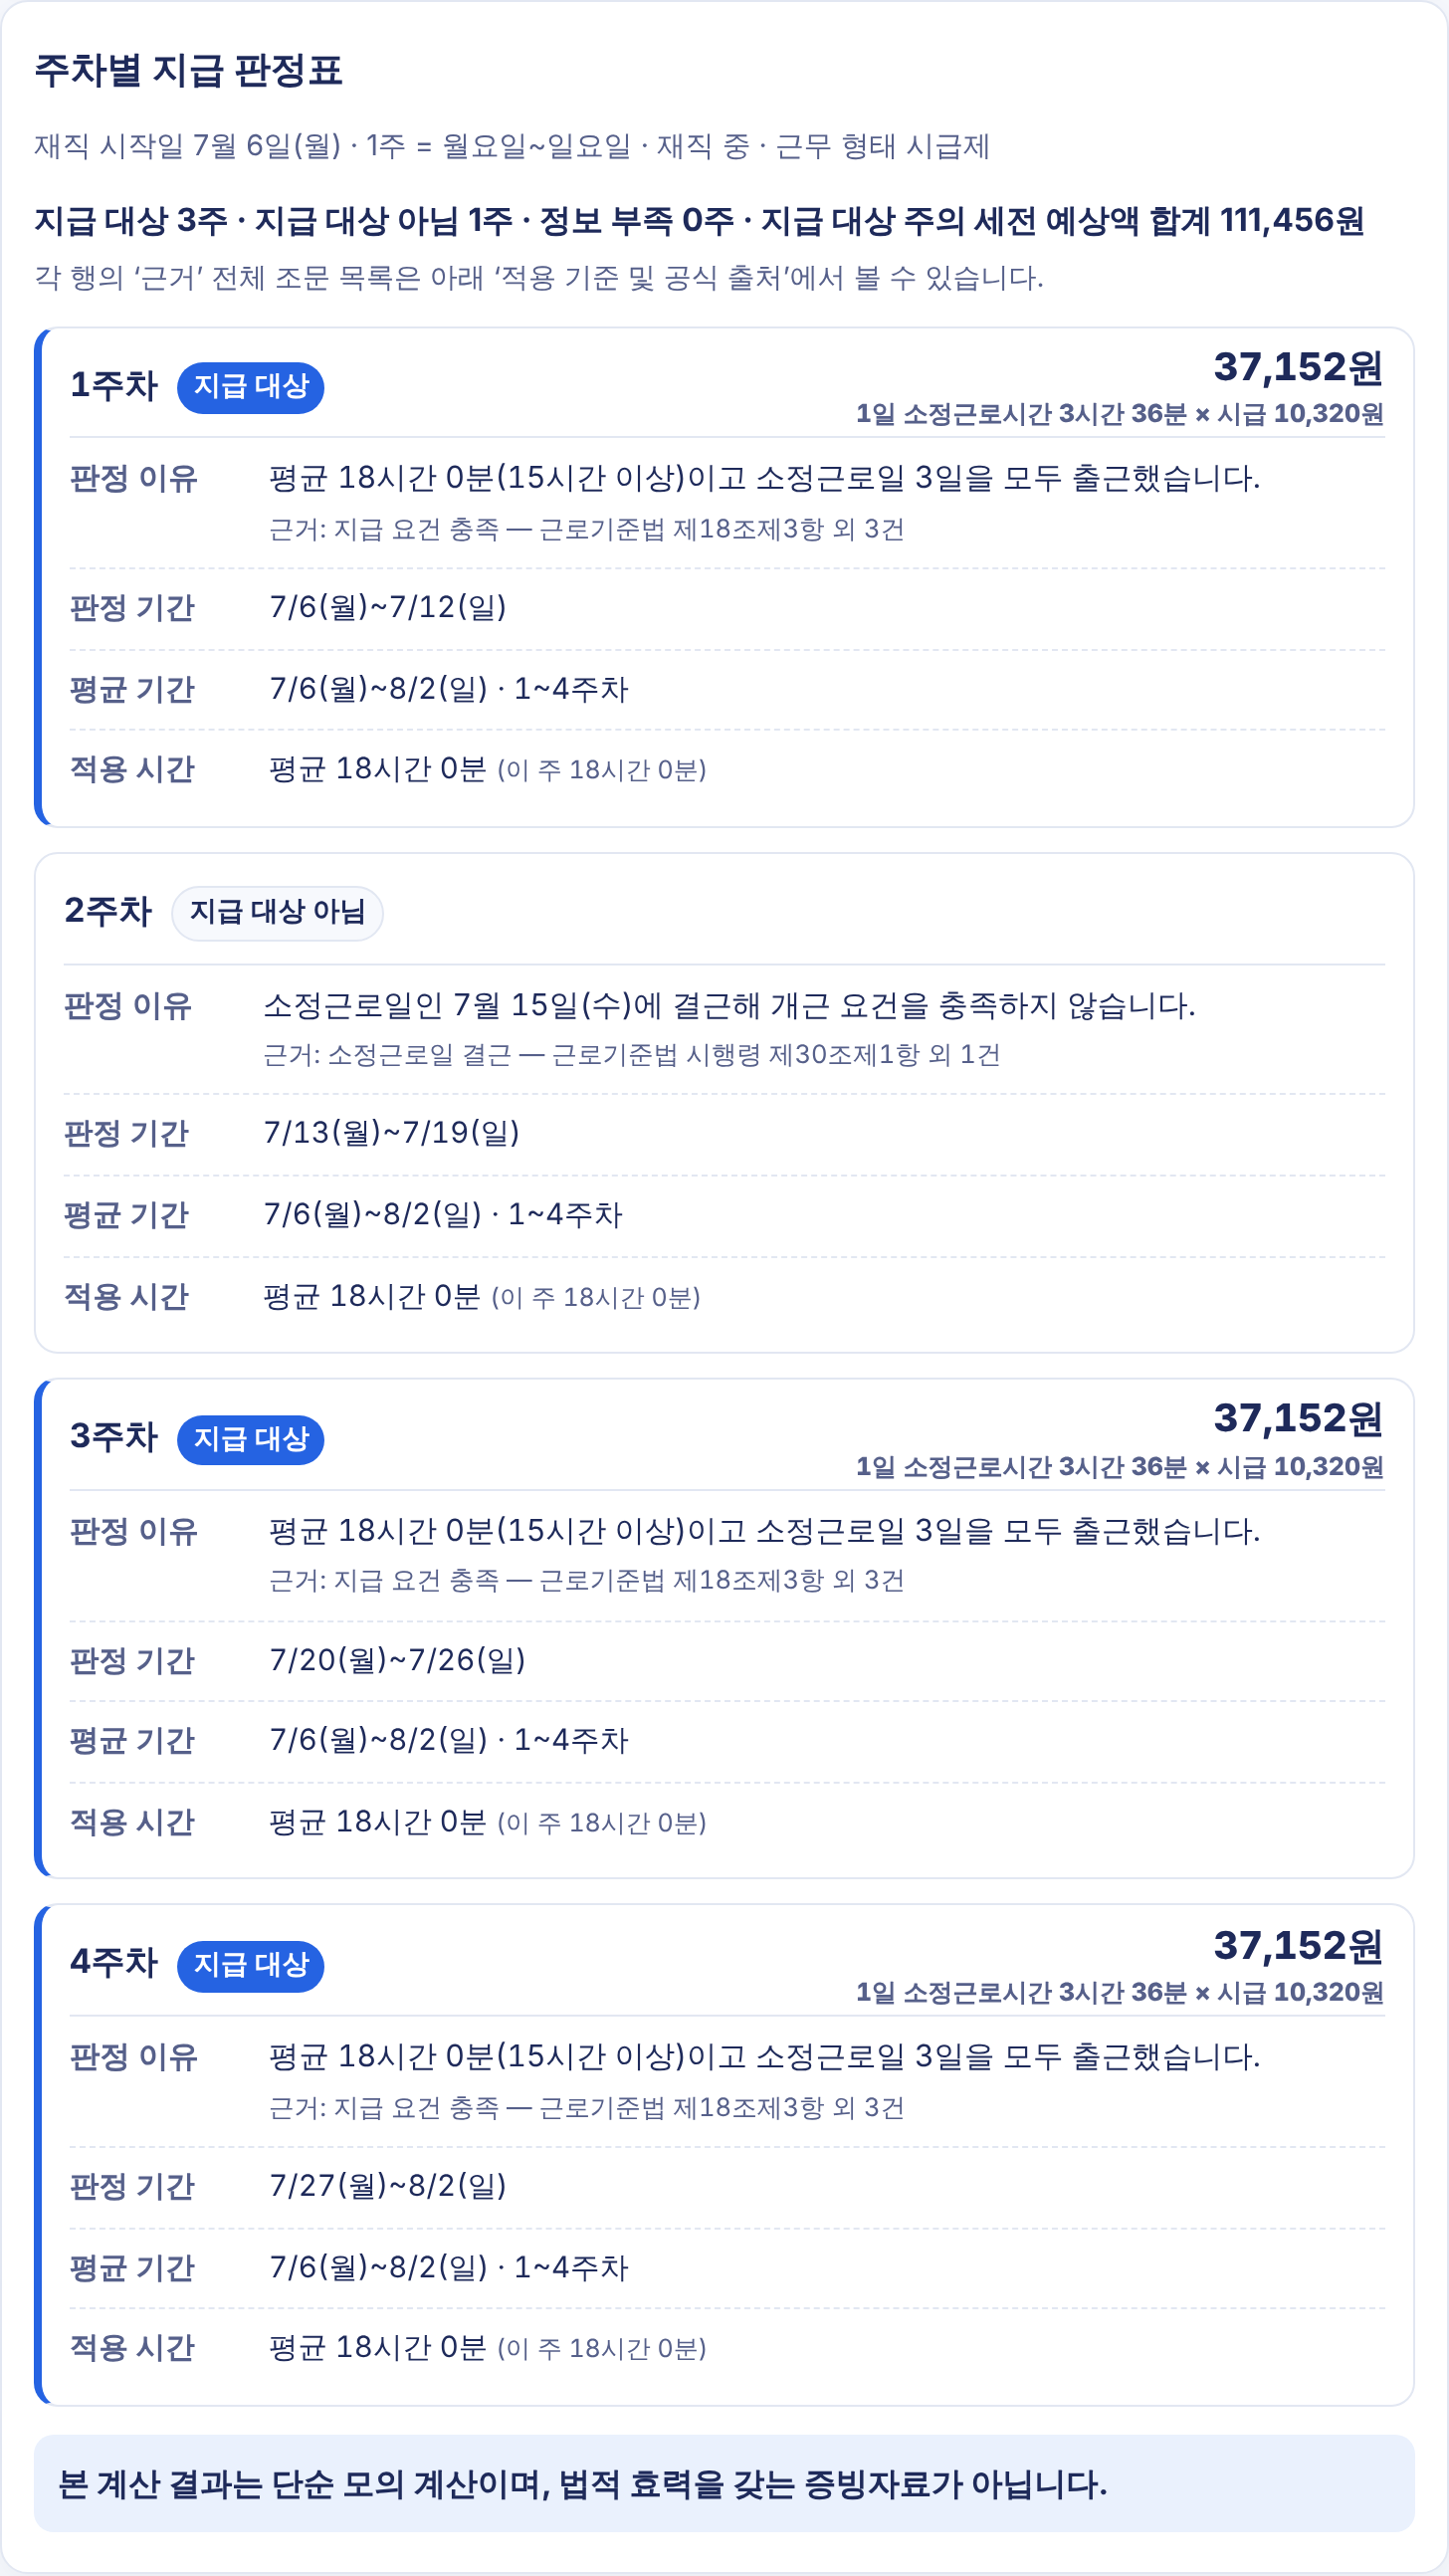 주차별 지급 판정표
재직 시작일 7월 6일(월) · 1주 = 월요일~일요일 · 재직 중 · 근무 형태 시급제
지급 대상 3주 · 지급 대상 아님 1주 · 정보 부족 0주 · 지급 대상 주의 세전 예상액 합계 111,456원
각 행의 ‘근거’ 전체 조문 목록은 아래 ‘적용 기준 및 공식 출처’에서 볼 수 있습니다.
1주차 지급 대상 37,152원
1일 소정근로시간 3시간 36분 × 시급 10,320원
판정 이유 평균 18시간 0분(15시간 이상)이고 소정근로일 3일을 모두 출근했습니다.
근거: 지급 요건 충족 — 근로기준법 제18조제3항 외 3건
판정 기간 7/6(월)~7/12(일)
평균 기간 7/6(월)~8/2(일) · 1~4주차
적용 시간 평균 18시간 0분 (이 주 18시간 0분)
2주차 지급 대상 아님
판정 이유 소정근로일인 7월 15일(수)에 결근해 개근 요건을 충족하지 않습니다.
근거: 소정근로일 결근 — 근로기준법 시행령 제30조제1항 외 1건
판정 기간 7/13(월)~7/19(일)
평균 기간 7/6(월)~8/2(일) · 1~4주차
적용 시간 평균 18시간 0분 (이 주 18시간 0분)
3주차 지급 대상 37,152원
1일 소정근로시간 3시간 36분 × 시급 10,320원
판정 이유 평균 18시간 0분(15시간 이상)이고 소정근로일 3일을 모두 출근했습니다.
근거: 지급 요건 충족 — 근로기준법 제18조제3항 외 3건
판정 기간 7/20(월)~7/26(일)
평균 기간 7/6(월)~8/2(일) · 1~4주차
적용 시간 평균 18시간 0분 (이 주 18시간 0분)
4주차 지급 대상 37,152원
1일 소정근로시간 3시간 36분 × 시급 10,320원
판정 이유 평균 18시간 0분(15시간 이상)이고 소정근로일 3일을 모두 출근했습니다.
근거: 지급 요건 충족 — 근로기준법 제18조제3항 외 3건
판정 기간 7/27(월)~8/2(일)
평균 기간 7/6(월)~8/2(일) · 1~4주차
적용 시간 평균 18시간 0분 (이 주 18시간 0분)
본 계산 결과는 단순 모의 계산이며, 법적 효력을 갖는 증빙자료가 아닙니다.